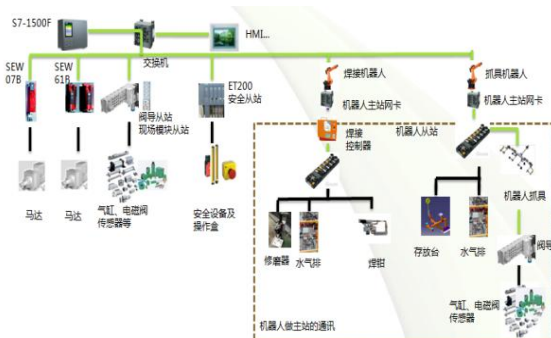 S7-1500F
交换机
HMI...
SEW
07B
SEW
61B
阀导从站
现场模块从站
ET200
安全从站
焊接机器人
抓具机器人
机器人主站网卡
机器人主站网卡
焊接
控制器
机器人从站
马达
马达
气缸、电磁阀
传感器等
安全设备及
操作盒
修磨器
水气排
焊钳
存放台
水气排
机器人抓具
阀导
气缸、电磁阀
传感器
机器人做主站的通讯